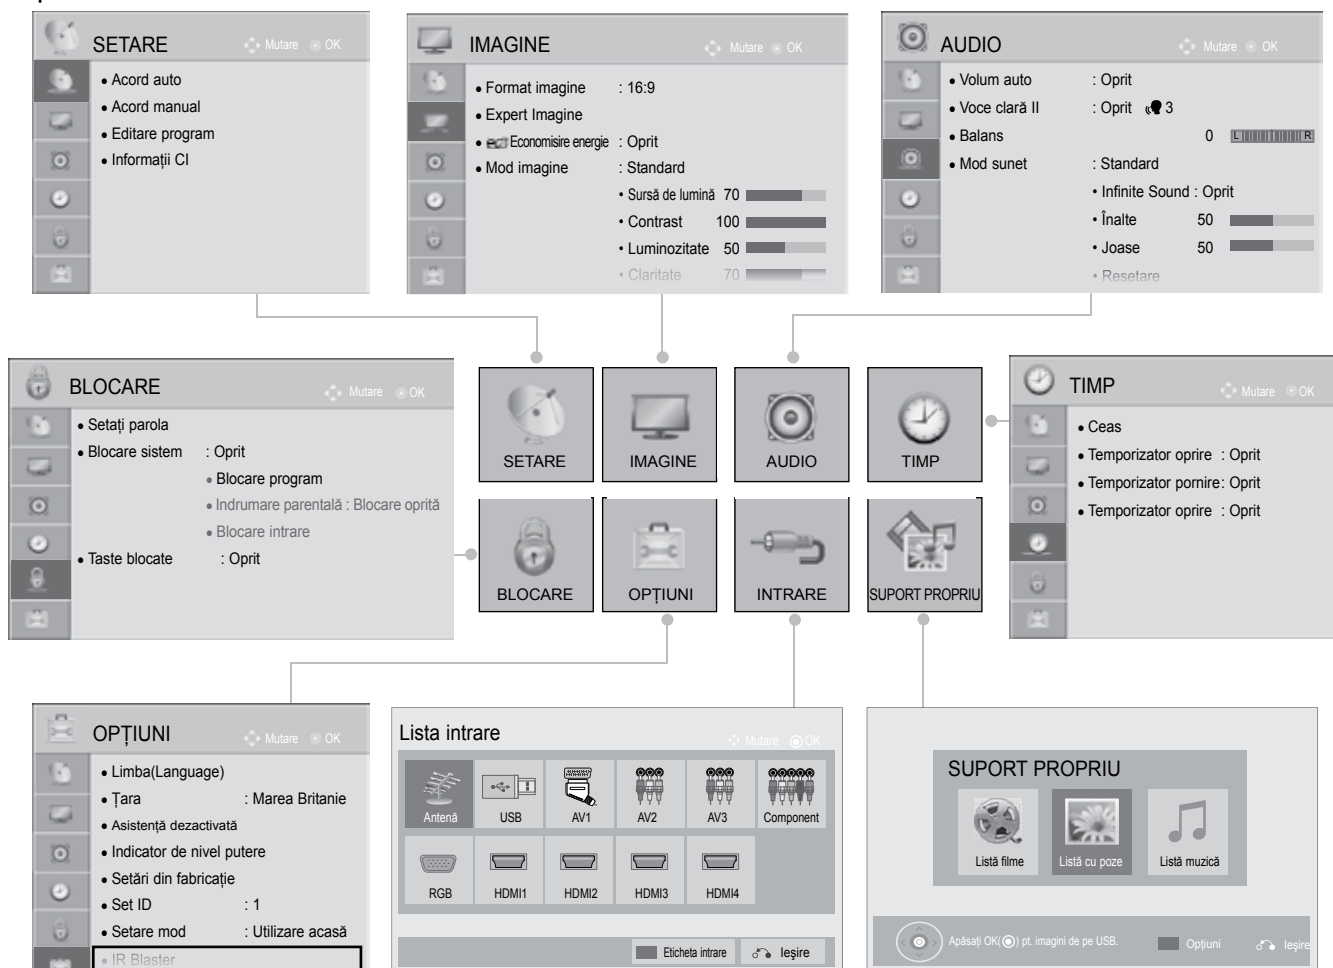 SETARE
Mutare OK
• Acord auto
• Acord manual
• Editare program
• Informații CI
IMAGINE
Mutare OK
• Format imagine : 16:9
• Expert Imagine
• Economisire energie : Oprit
• Mod imagine : Standard
• Sursă de lumină 70
• Contrast 100
• Luminozitate 50
• Claritate 70
AUDIO
Mutare OK
• Volum auto : Oprit
• Voce clară II : Oprit 3
• Balans 0 L R
• Mod sunet : Standard
• Infinite Sound : Oprit
• Înalte 50
• Joase 50
• Resetare
BLOCARE
Mutare OK
• Setați parola
• Blocare sistem : Oprit
• Blocare program
• Indrumare parentală : Blocare oprită
• Blocare intrare
• Taste blocate : Oprit
SETARE
IMAGINE
AUDIO
TIMP
BLOCARE
OPȚIUNI
INTRARE
SUPORT PROPRIU
TIMP
Mutare OK
• Ceas
• Temporizator oprire : Oprit
• Temporizator pornire : Oprit
• Temporizator oprire : Oprit
OPȚIUNI
Mutare OK
• Limba(Language)
• Țara : Marea Britanie
• Asistență dezactivată
• Indicator de nivel putere
• Setări din fabricație
• Set ID : 1
• Setare mod : Utilizare acasă
• IR Blaster
Lista intrare
Mutare OK
Antenă USB AV1 AV2 AV3 Component
RGB HDMI1 HDMI2 HDMI3 HDMI4
Eticheta intrare Ieșire
SUPORT PROPRIU
Listă filme Listă cu poze Listă muzică
Apăsați OK(◉) pt. imagini de pe USB. Opțiuni Ieșire